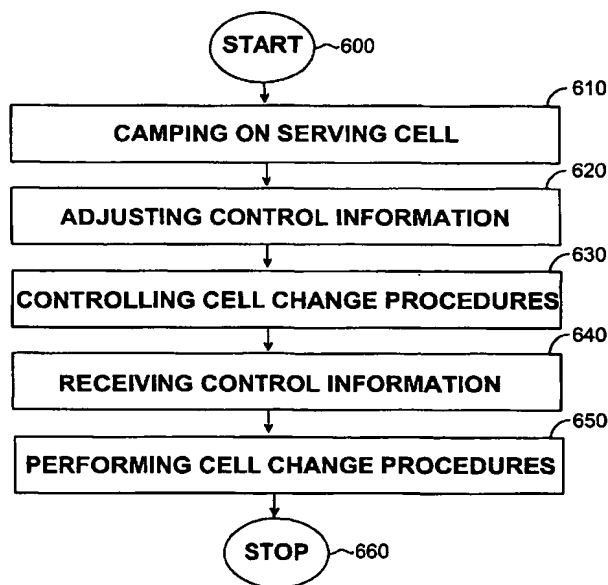 START
600
610
CAMPING ON SERVING CELL
620
ADJUSTING CONTROL INFORMATION
630
CONTROLLING CELL CHANGE PROCEDURES
640
RECEIVING CONTROL INFORMATION
650
PERFORMING CELL CHANGE PROCEDURES
STOP
660